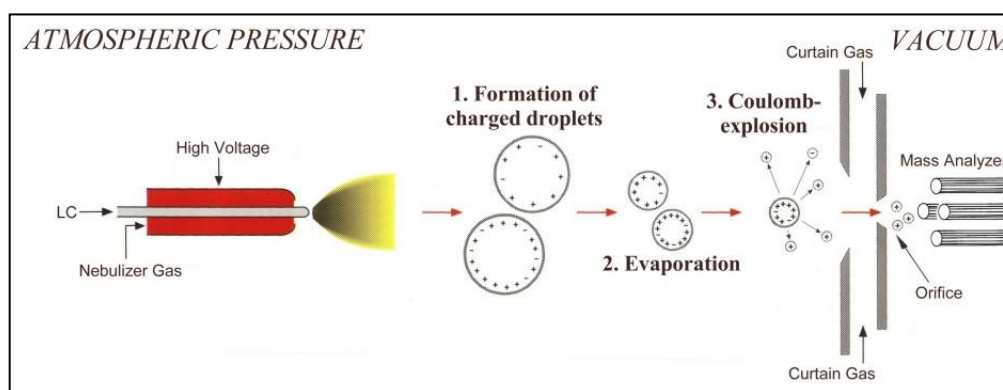 ATMOSPHERIC PRESSURE
VACUUM
Curtain Gas
1. Formation of
charged droplets
3. Coulomb-
explosion
High Voltage
Mass Analyzer
LC
Nebulizer Gas
2. Evaporation
Orifice
Curtain Gas